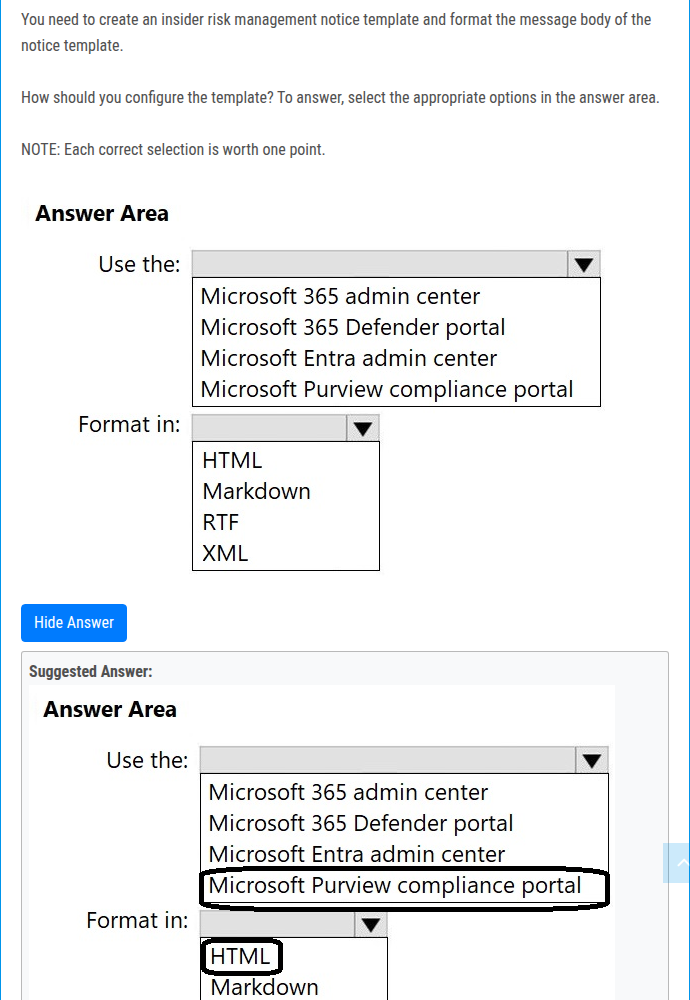 You need to create an insider risk management notice template and format the message body of the
notice template.
How should you configure the template? To answer, select the appropriate options in the answer area.
NOTE: Each correct selection is worth one point.
Answer Area
Use the:
Microsoft 365 admin center
Microsoft 365 Defender portal
Microsoft Entra admin center
Microsoft Purview compliance portal
Format in:
HTML
Markdown
RTF
XML
Hide Answer
Suggested Answer:
Answer Area
Use the:
Microsoft 365 admin center
Microsoft 365 Defender portal
Microsoft Entra admin center
Microsoft Purview compliance portal
Format in:
HTML
Markdown